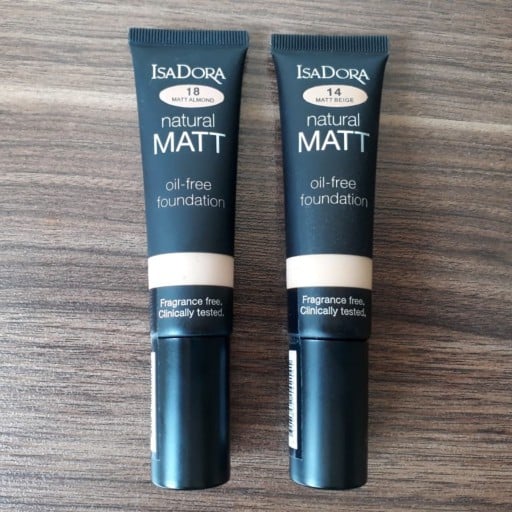 IsaDora
18
MATT ALMOND
natural
MATT
oil-free
foundation
Fragrance free.
Clinically tested.
IsaDora
14
MATT BEIGE
natural
MATT
oil-free
foundation
Fragrance free.
Clinically tested.